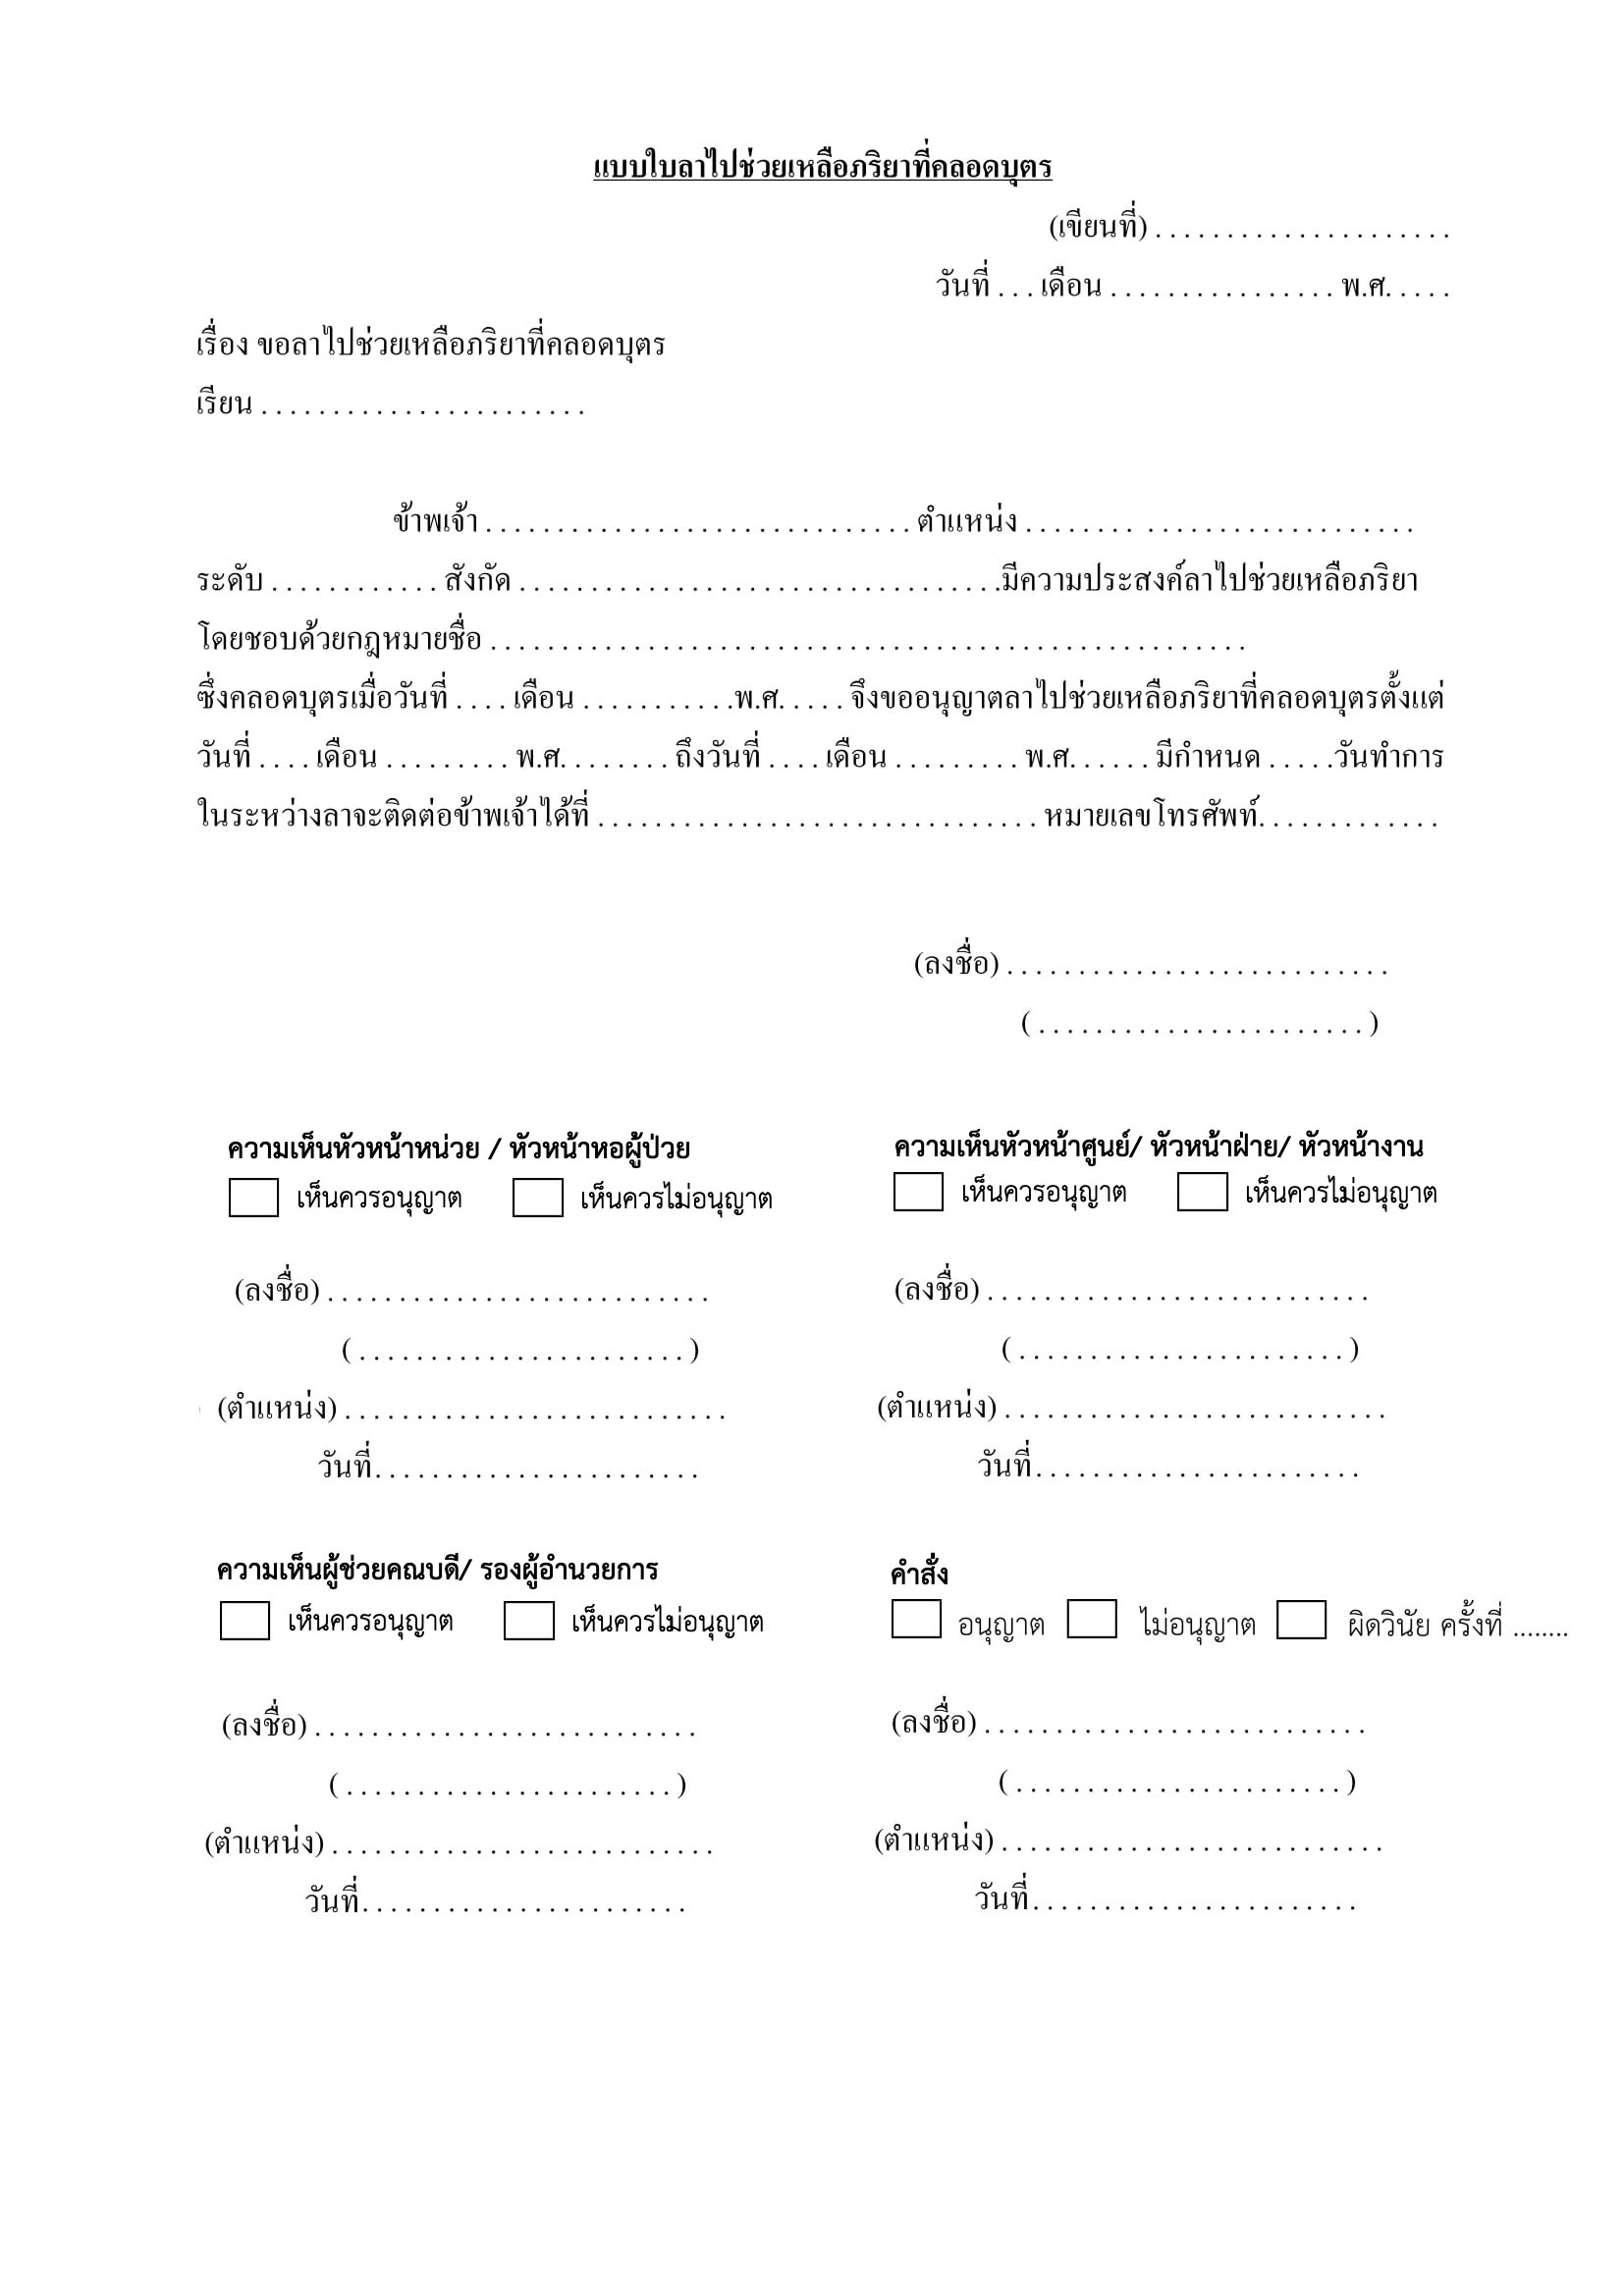 แบบใบลาไปช่วยเหลือภริยาที่คลอดบุตร
(เขียนที่) . . . . . . . . . . . . . . . . . . . . .
วันที่ . . . เดือน . . . . . . . . . . . . . . . . พ.ศ. . . . .
เรื่อง ขอลาไปช่วยเหลือภริยาที่คลอดบุตร
เรียน . . . . . . . . . . . . . . . . . . . . . . .
ข้าพเจ้า . . . . . . . . . . . . . . . . . . . . . . . . . . . . . . ตำแหน่ง . . . . . . . . . . . . . . . . . . . . . . . . . . .
ระดับ . . . . . . . . . . . . สังกัด . . . . . . . . . . . . . . . . . . . . . . . . . . . . . . . . . .มีความประสงค์ลาไปช่วยเหลือภริยา
โดยชอบด้วยกฎหมายชื่อ . . . . . . . . . . . . . . . . . . . . . . . . . . . . . . . . . . . . . . . . . . . . . . . . . . . . .
ซึ่งคลอดบุตรเมื่อวันที่ . . . . เดือน . . . . . . . . . . .พ.ศ. . . . . จึงขออนุญาตลาไปช่วยเหลือภริยาที่คลอดบุตรตั้งแต่
วันที่ . . . . เดือน . . . . . . . . . พ.ศ. . . . . . . . ถึงวันที่ . . . . เดือน . . . . . . . . . พ.ศ. . . . . . มีกำหนด . . . . .วันทำการ
ในระหว่างลาจะติดต่อข้าพเจ้าได้ที่ . . . . . . . . . . . . . . . . . . . . . . . . . . . . . . . หมายเลขโทรศัพท์. . . . . . . . . . . . .
(ลงชื่อ) . . . . . . . . . . . . . . . . . . . . . . . . . . .
( . . . . . . . . . . . . . . . . . . . . . . . )
ความเห็นหัวหน้าหน่วย / หัวหน้าหอผู้ป่วย
เห็นควรอนุญาต เห็นควรไม่อนุญาต
(ลงชื่อ) . . . . . . . . . . . . . . . . . . . . . . . . . . .
( . . . . . . . . . . . . . . . . . . . . . . . )
(ตำแหน่ง) . . . . . . . . . . . . . . . . . . . . . . . . . . .
วันที่. . . . . . . . . . . . . . . . . . . . . . .
ความเห็นหัวหน้าศูนย์/ หัวหน้าฝ่าย/ หัวหน้างาน
เห็นควรอนุญาต เห็นควรไม่อนุญาต
(ลงชื่อ) . . . . . . . . . . . . . . . . . . . . . . . . . . .
( . . . . . . . . . . . . . . . . . . . . . . . )
(ตำแหน่ง) . . . . . . . . . . . . . . . . . . . . . . . . . . .
วันที่. . . . . . . . . . . . . . . . . . . . . . .
ความเห็นผู้ช่วยคณบดี/ รองผู้อำนวยการ
เห็นควรอนุญาต เห็นควรไม่อนุญาต
(ลงชื่อ) . . . . . . . . . . . . . . . . . . . . . . . . . . .
( . . . . . . . . . . . . . . . . . . . . . . . )
(ตำแหน่ง) . . . . . . . . . . . . . . . . . . . . . . . . . . .
วันที่. . . . . . . . . . . . . . . . . . . . . . .
คำสั่ง
อนุญาต ไม่อนุญาต ผิดวินัย ครั้งที่ ........
(ลงชื่อ) . . . . . . . . . . . . . . . . . . . . . . . . . . .
( . . . . . . . . . . . . . . . . . . . . . . . )
(ตำแหน่ง) . . . . . . . . . . . . . . . . . . . . . . . . . . .
วันที่. . . . . . . . . . . . . . . . . . . . . . .